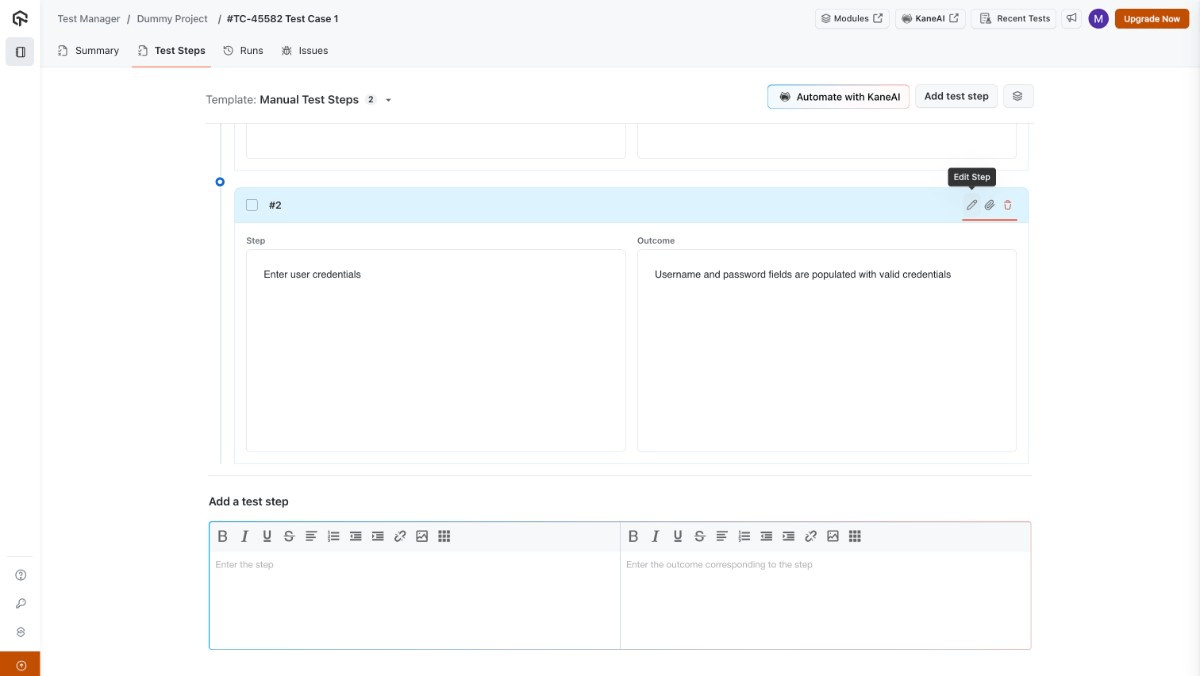 Test Manager / Dummy Project / #TC-45582 Test Case 1
Modules
KaneAI
Recent Tests
M
Upgrade Now
Summary
Test Steps
Runs
Issues
Template: Manual Test Steps 2
Automate with KaneAI
Add test step
Edit Step
#2
Step
Outcome
Enter user credentials
Username and password fields are populated with valid credentials
Add a test step
B I U S
B I U S
Enter the step
Enter the outcome corresponding to the step